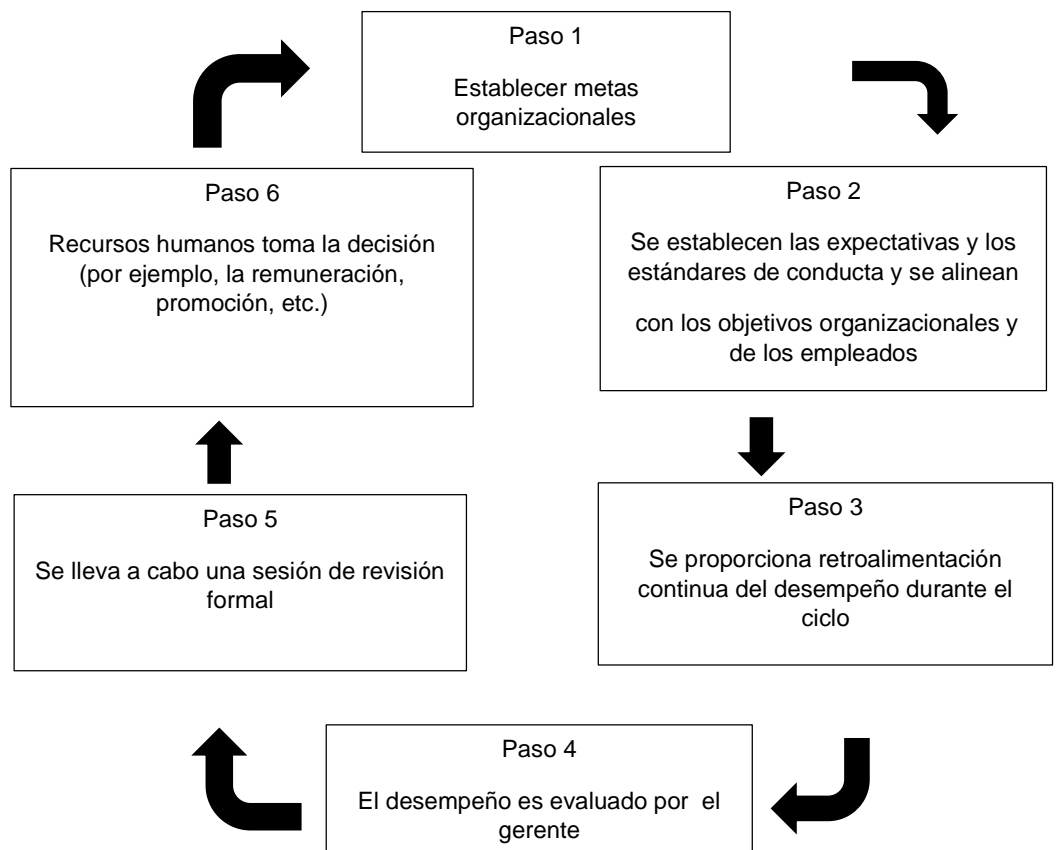 Paso 1
Establecer metas
organizacionales
Paso 2
Se establecen las expectativas y los
estándares de conducta y se alinean
con los objetivos organizacionales y
de los empleados
Paso 3
Se proporciona retroalimentación
continua del desempeño durante el
ciclo
Paso 4
El desempeño es evaluado por el
gerente
Paso 5
Se lleva a cabo una sesión de revisión
formal
Paso 6
Recursos humanos toma la decisión
(por ejemplo, la remuneración,
promoción, etc.)